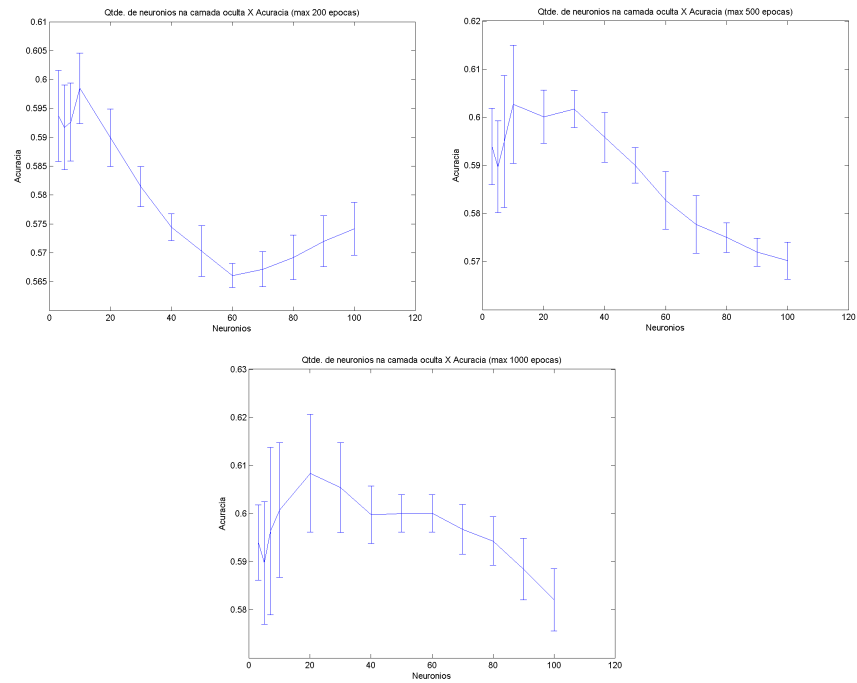 Qtde. de neuronios na camada oculta X Acuracia (max 200 epocas)
0.61
0.605
0.6
0.595
0.59
0.585
0.58
0.575
0.57
0.565
Acuracia
0 20 40 60 80 100 120
Neuronios
Qtde. de neuronios na camada oculta X Acuracia (max 500 epocas)
0.62
0.61
0.6
0.59
0.58
0.57
Acuracia
0 20 40 60 80 100 120
Neuronios
Qtde. de neuronios na camada oculta X Acuracia (max 1000 epocas)
0.63
0.62
0.61
0.6
0.59
0.58
Acuracia
0 20 40 60 80 100 120
Neuronios